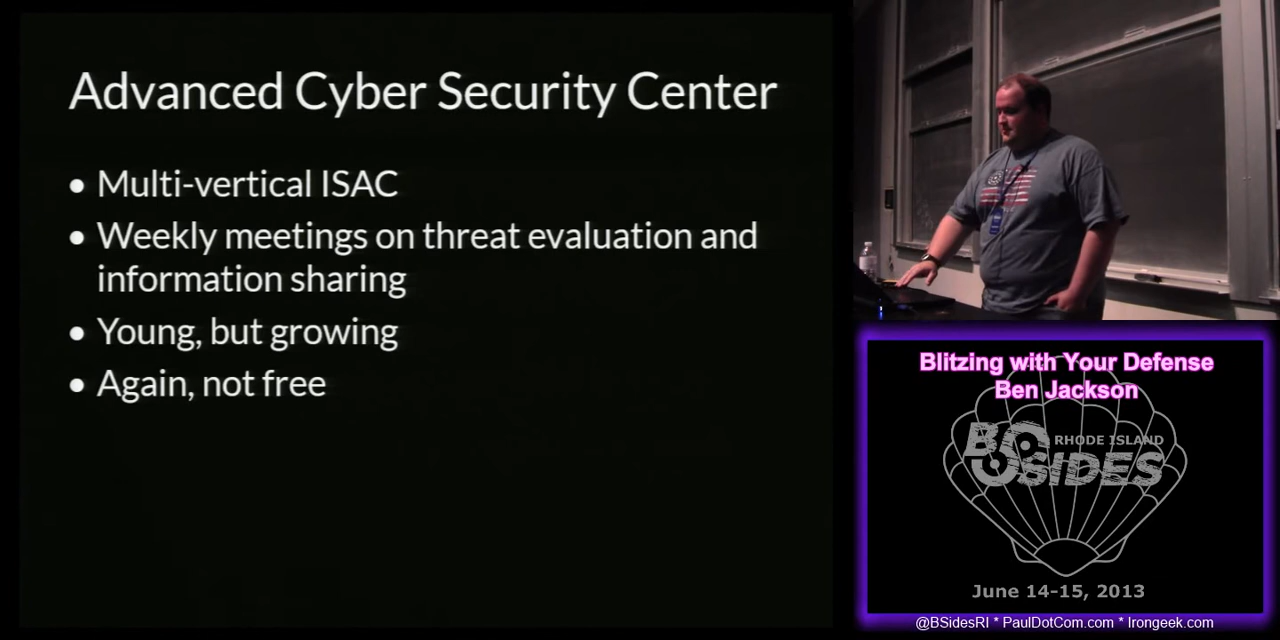 Advanced Cyber Security Center
• Multi-vertical ISAC
• Weekly meetings on threat evaluation and
information sharing
• Young, but growing
• Again, not free
Blitzing with Your Defense
Ben Jackson
BSIDES
RHODE ISLAND
June 14-15, 2013
@BSidesRI * PaulDotCom.com * Irongeek.com